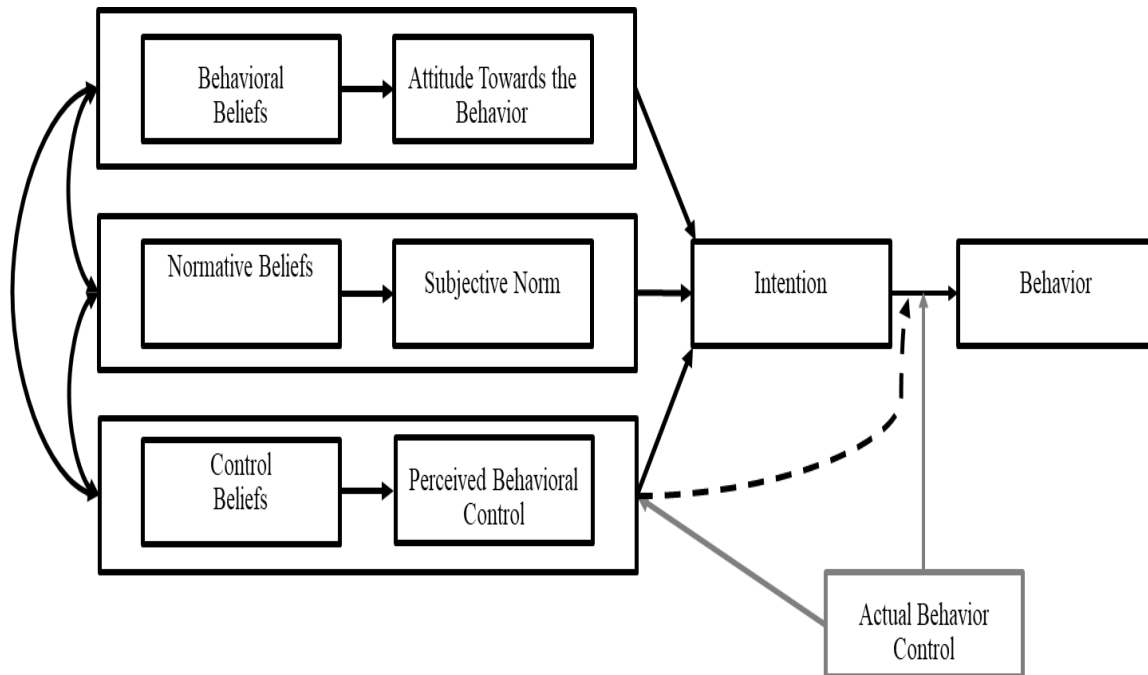 Behavioral
Beliefs
Attitude Towards the
Behavior
Normative Beliefs
Subjective Norm
Intention
Behavior
Control
Beliefs
Perceived Behavioral
Control
Actual Behavior
Control